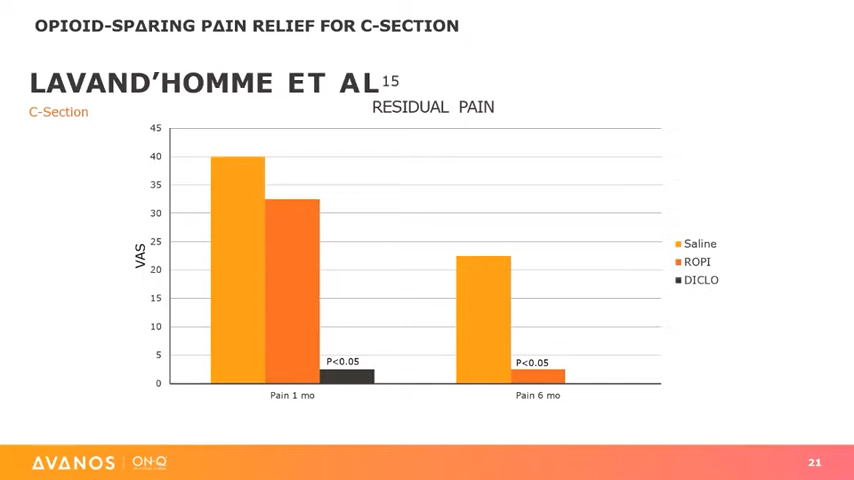 OPIOID-SPΔRING PΔIN RELIEF FOR C-SECTION
LAVAND’HOMME ET AL15
C-Section
RESIDUAL PAIN
45
40
35
30
25
20
15
10
5
0
VAS
P<0.05
P<0.05
Pain 1 mo
Pain 6 mo
Saline
ROPI
DICLO
ΔVΔNOS
ON-Q
21